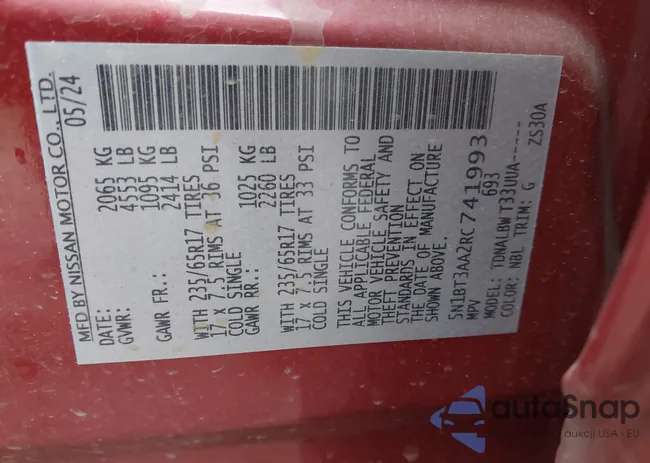 MFD BY NISSAN MOTOR CO., LTD.
DATE: 05/24
GVWR: 2065 KG
4553 LB
GAWR FR.: 1095 KG
2414 LB
WITH 235/65R17 TIRES
17 X 7.5 RIMS AT 36 PSI
COLD SINGLE
GAWR RR.: 1025 KG
2260 LB
WITH 235/65R17 TIRES
17 X 7.5 RIMS AT 33 PSI
COLD SINGLE
THIS VEHICLE CONFORMS TO
ALL APPLICABLE FEDERAL
MOTOR VEHICLE SAFETY AND
THEFT PREVENTION
STANDARDS IN EFFECT ON
THE DATE OF MANUFACTURE
SHOWN ABOVE.
5N1BT3AA2RC741993
MPV 693
MODEL: TDNALBWT33UUA-----
COLOR: NBL TRIM: G ZS30A
autoSnap
aukcji USA - EU